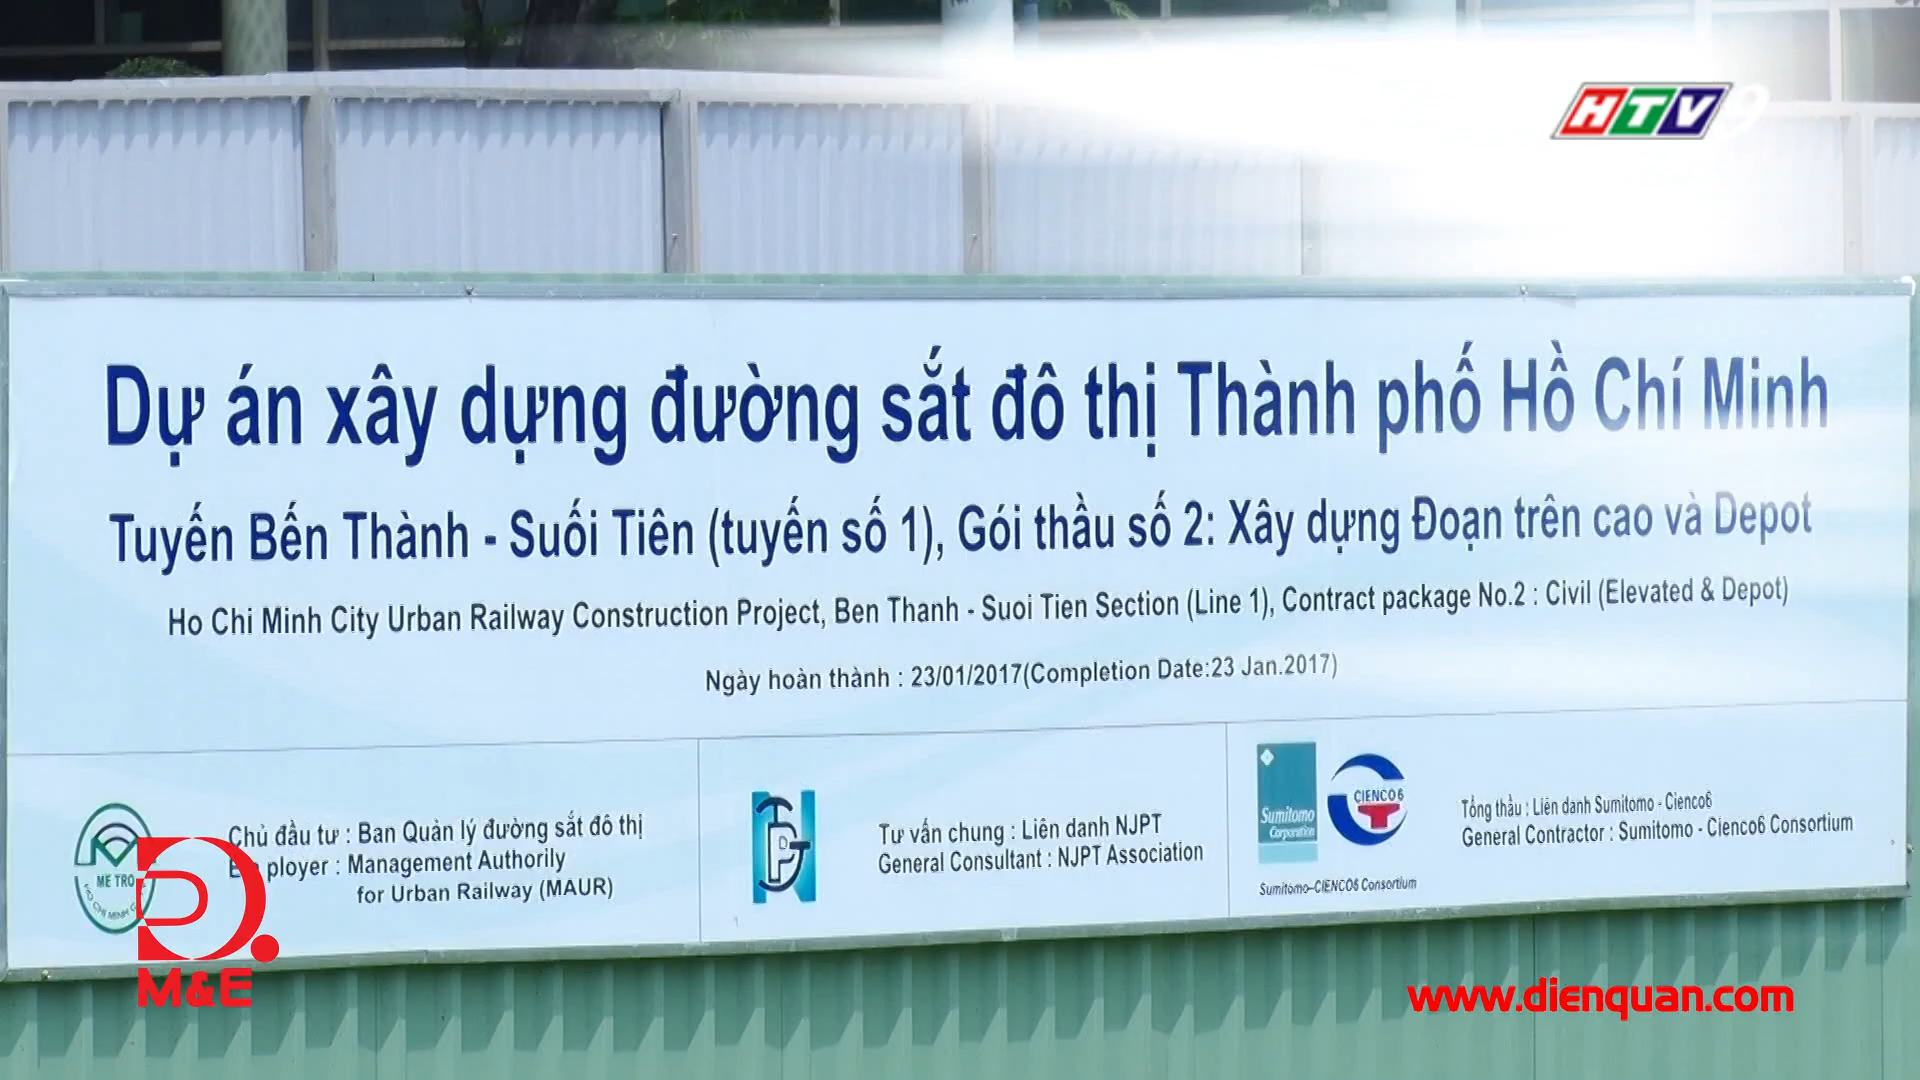 HTV9
Dự án xây dựng đường sắt đô thị Thành phố Hồ Chí Minh
Tuyến Bến Thành - Suối Tiên (tuyến số 1), Gói thầu số 2: Xây dựng Đoạn trên cao và Depot
Ho Chi Minh City Urban Railway Construction Project, Ben Thanh - Suoi Tien Section (Line 1), Contract package No.2 : Civil (Elevated & Depot)
Ngày hoàn thành : 23/01/2017(Completion Date:23 Jan.2017)
METRO
Chủ đầu tư : Ban Quản lý đường sắt đô thị
ployer : Management Authorily
for Urban Railway (MAUR)
NJPT
Tư vấn chung : Liên danh NJPT
General Consultant : NJPT Association
Sumitomo
Corporation
CIENCO6
Sumitomo-CIENCO6 Consortium
Tổng thầu : Liên danh Sumitomo - Cienco6
General Contractor : Sumitomo - Cienco6 Consortium
M&E
www.dienquan.com